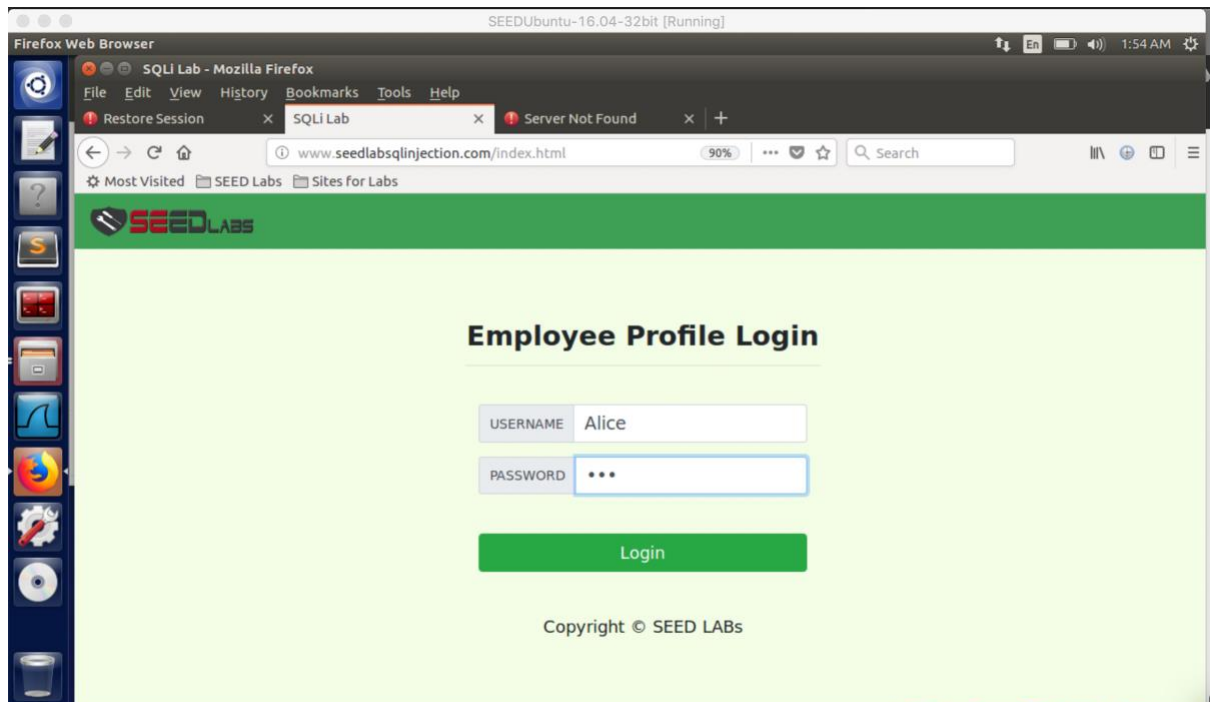 SEEDUbuntu-16.04-32bit [Running]
Firefox Web Browser En 1:54 AM
SQLi Lab - Mozilla Firefox
File Edit View History Bookmarks Tools Help
Restore Session SQLi Lab Server Not Found
www.seedlabsqlinjection.com/index.html 90% Search
Most Visited SEED Labs Sites for Labs
SEEDLABS
Employee Profile Login
USERNAME Alice
PASSWORD •••
Login
Copyright © SEED LABs